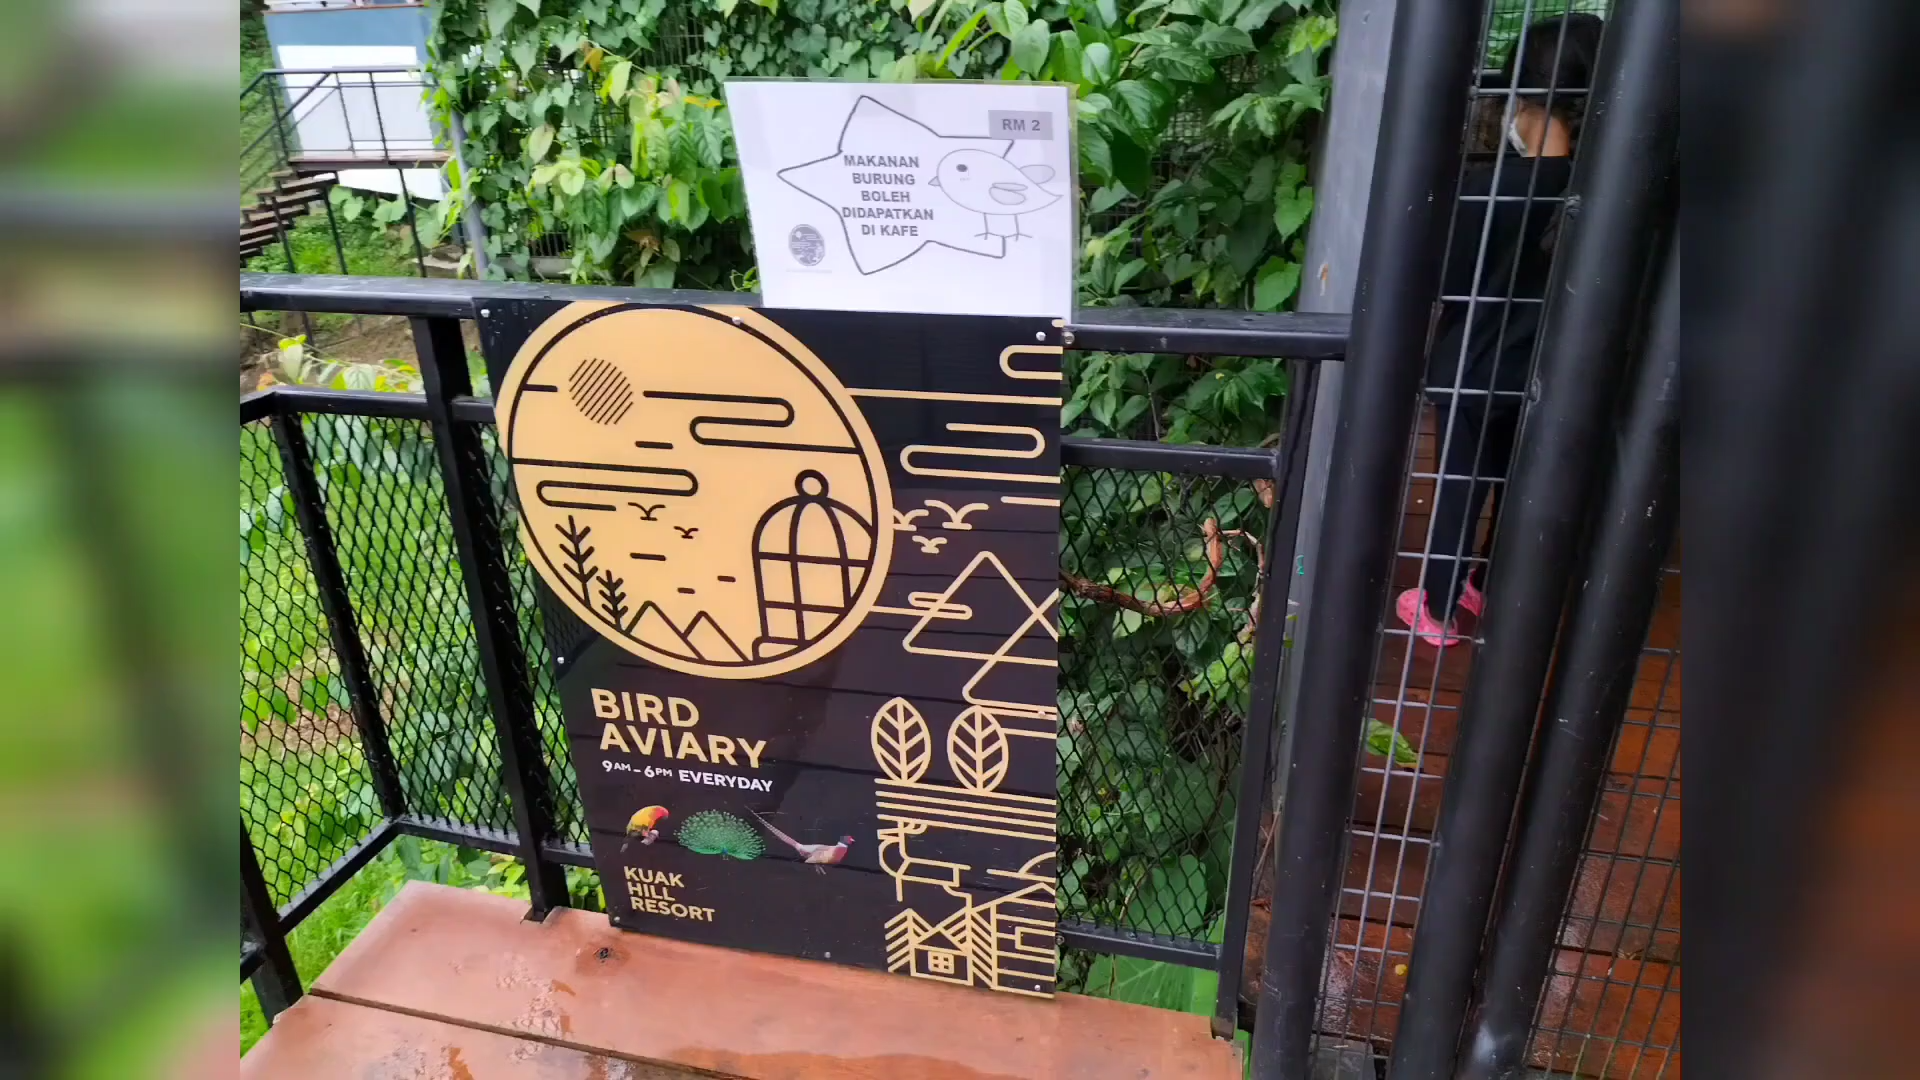 RM 2
MAKANAN
BURUNG
BOLEH
DIDAPATKAN
DI KAFE
BIRD
AVIARY
9AM-6PM EVERYDAY
KUAK
HILL
RESORT